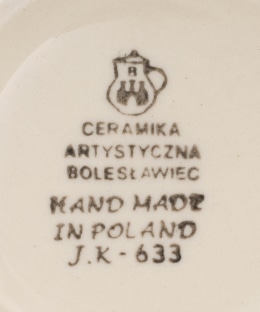 B
CERAMIKA
ARTYSTYCZNA
BOLESŁAWIEC
HAND MADE
IN POLAND
J.K - 633